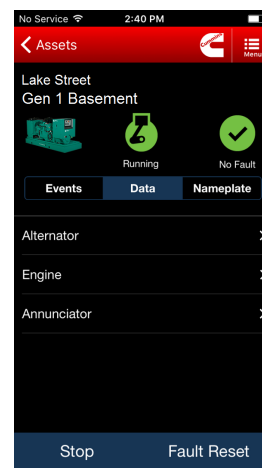 No Service 2:40 PM
Assets
Menu
Lake Street
Gen 1 Basement
Running No Fault
Events Data Nameplate
Alternator
Engine
Annunciator
Stop Fault Reset